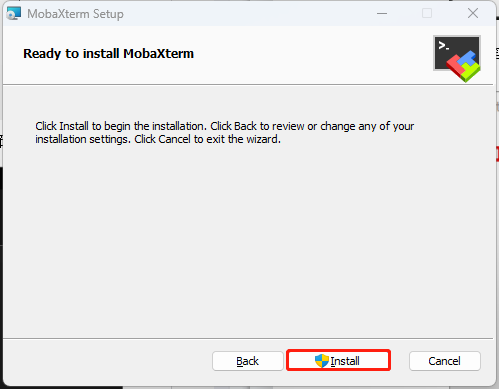 MobaXterm Setup
Ready to install MobaXterm
>.
Click Install to begin the installation. Click Back to review or change any of your
installation settings. Click Cancel to exit the wizard.
Back
Install
Cancel